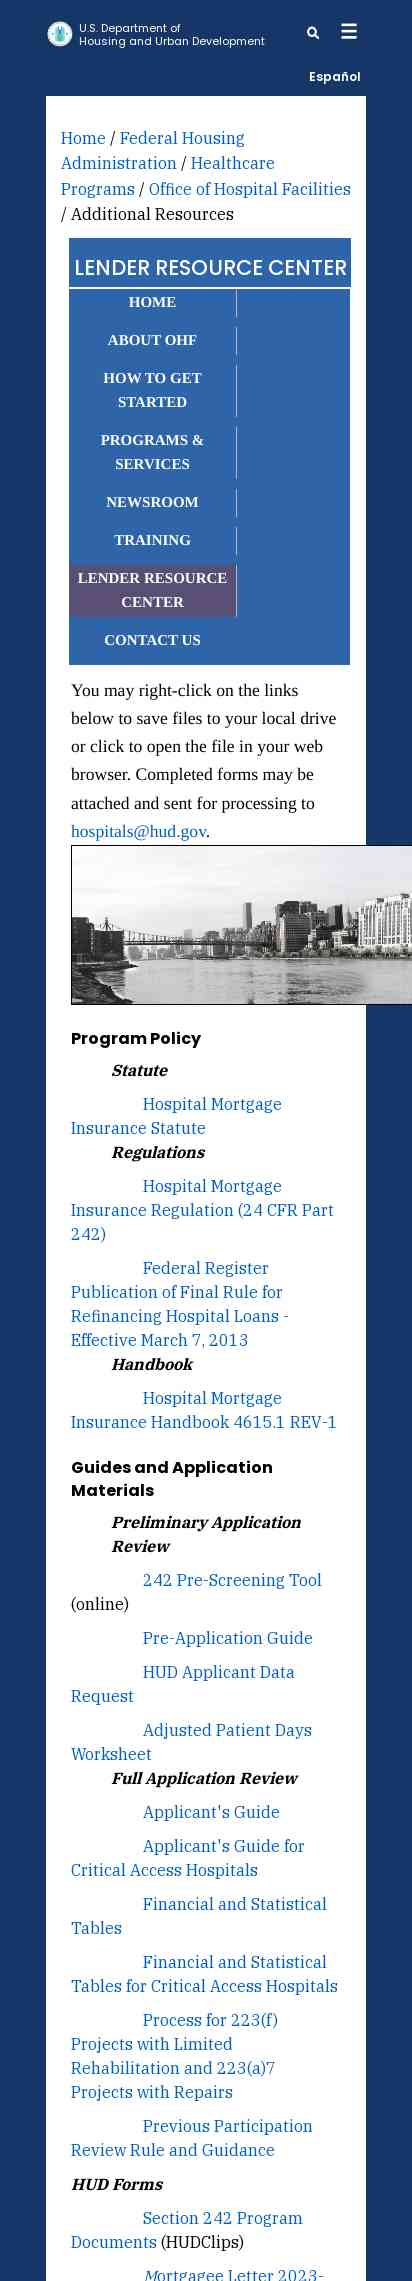 U.S. Department of
Housing and Urban Development
Español
Home / Federal Housing
Administration / Healthcare
Programs / Office of Hospital Facilities
/ Additional Resources
LENDER RESOURCE CENTER
HOME
ABOUT OHF
HOW TO GET
STARTED
PROGRAMS &
SERVICES
NEWSROOM
TRAINING
LENDER RESOURCE
CENTER
CONTACT US
You may right-click on the links
below to save files to your local drive
or click to open the file in your web
browser. Completed forms may be
attached and sent for processing to
hospitals@hud.gov.
Program Policy
Statute
Hospital Mortgage
Insurance Statute
Regulations
Hospital Mortgage
Insurance Regulation (24 CFR Part
242)
Federal Register
Publication of Final Rule for
Refinancing Hospital Loans -
Effective March 7, 2013
Handbook
Hospital Mortgage
Insurance Handbook 4615.1 REV-1
Guides and Application
Materials
Preliminary Application
Review
242 Pre-Screening Tool
(online)
Pre-Application Guide
HUD Applicant Data
Request
Adjusted Patient Days
Worksheet
Full Application Review
Applicant's Guide
Applicant's Guide for
Critical Access Hospitals
Financial and Statistical
Tables
Financial and Statistical
Tables for Critical Access Hospitals
Process for 223(f)
Projects with Limited
Rehabilitation and 223(a)7
Projects with Repairs
Previous Participation
Review Rule and Guidance
HUD Forms
Section 242 Program
Documents (HUDClips)
Mortgagee Letter 2023-